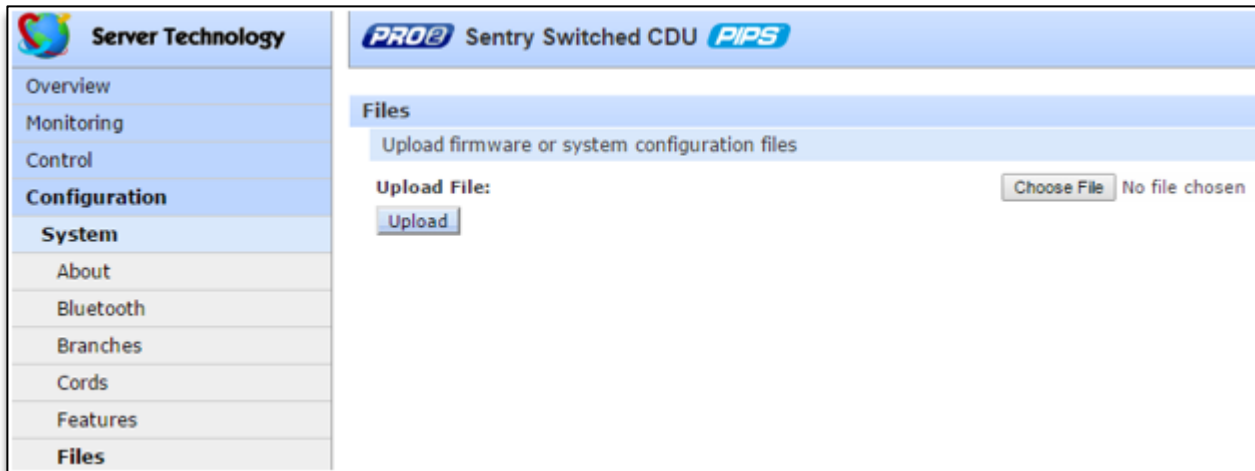 Server Technology
Overview
Monitoring
Control
Configuration
System
About
Bluetooth
Branches
Cords
Features
Files
PRO2 Sentry Switched CDU PIPS
Files
Upload firmware or system configuration files
Upload File: Choose File No file chosen
Upload